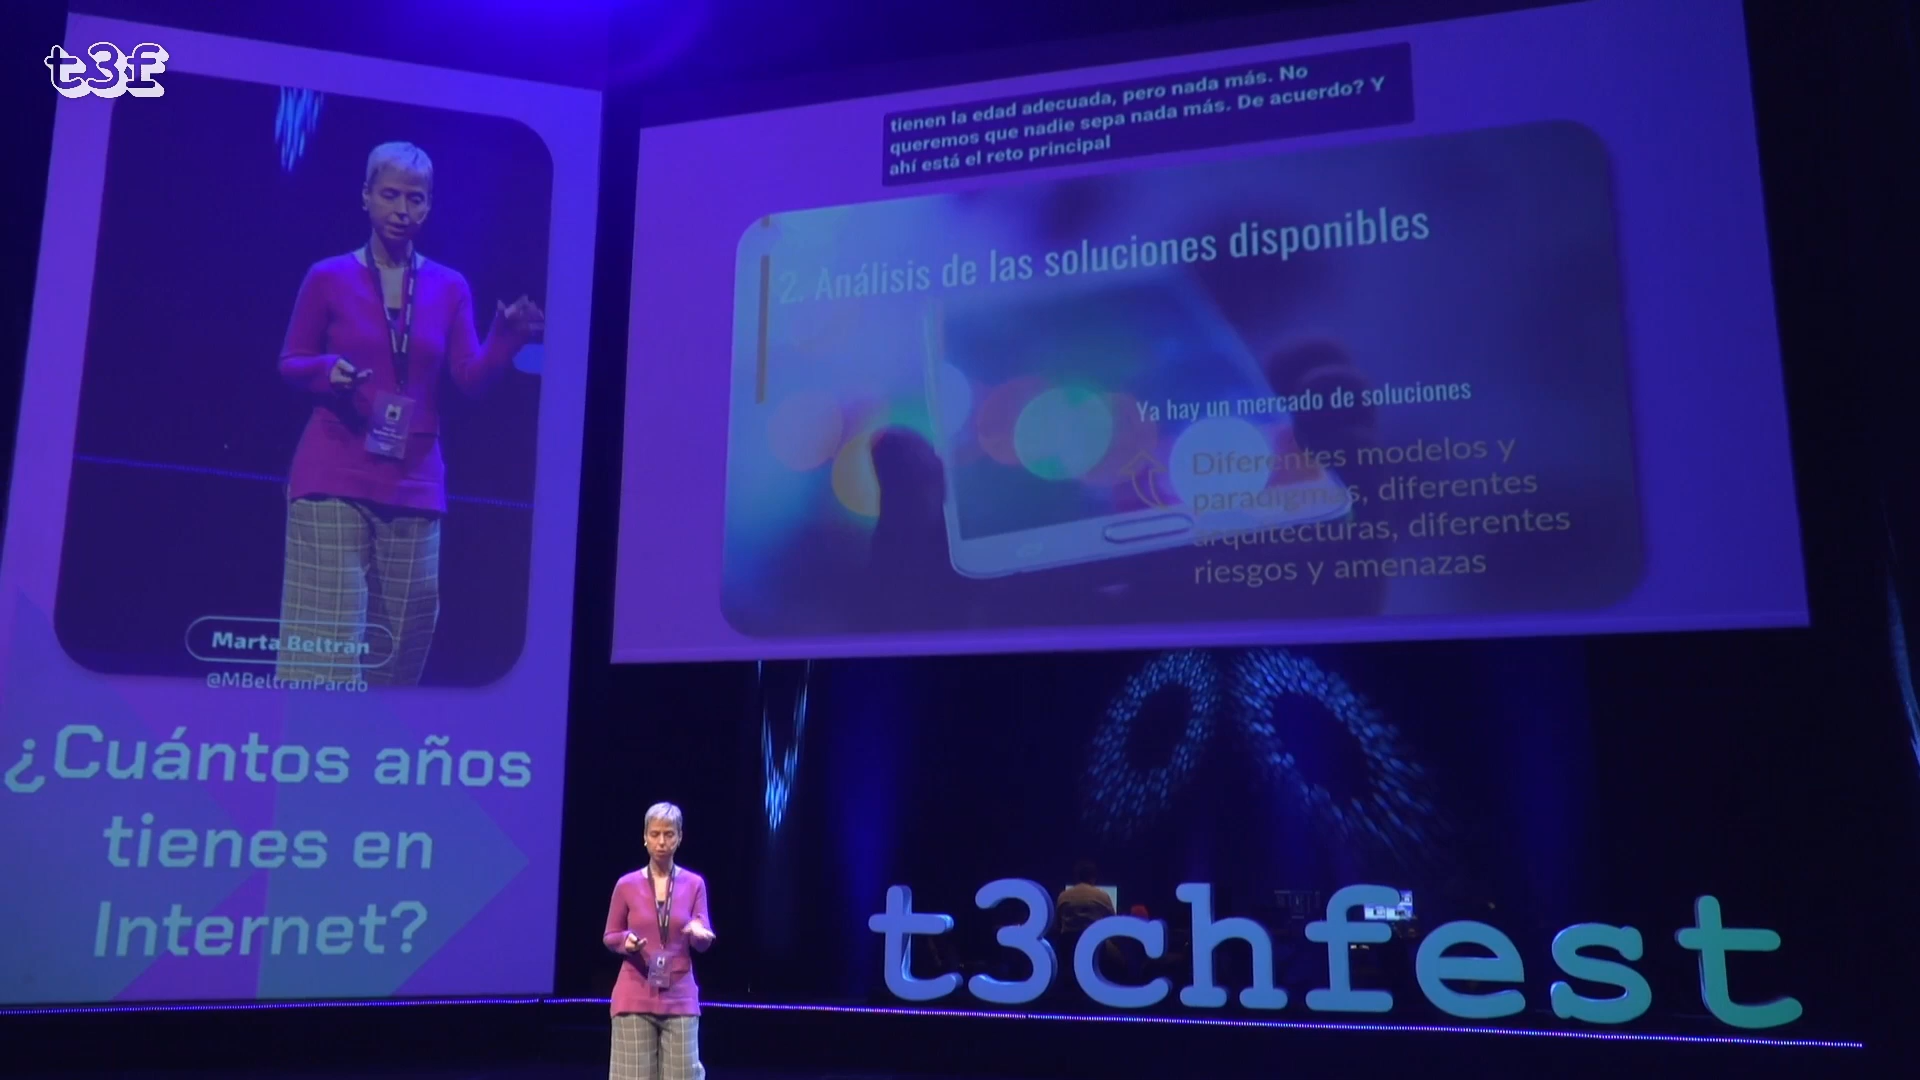 t3f
Marta Beltrán
@MBeltranPardo
¿Cuántos años
tienes en
Internet?
tienen la edad adecuada, pero nada más. No
queremos que nadie sepa nada más. De acuerdo? Y
ahí está el reto principal
2. Análisis de las soluciones disponibles
Ya hay un mercado de soluciones
Diferentes modelos y
paradigmas, diferentes
arquitecturas, diferentes
riesgos y amenazas
t3chfest